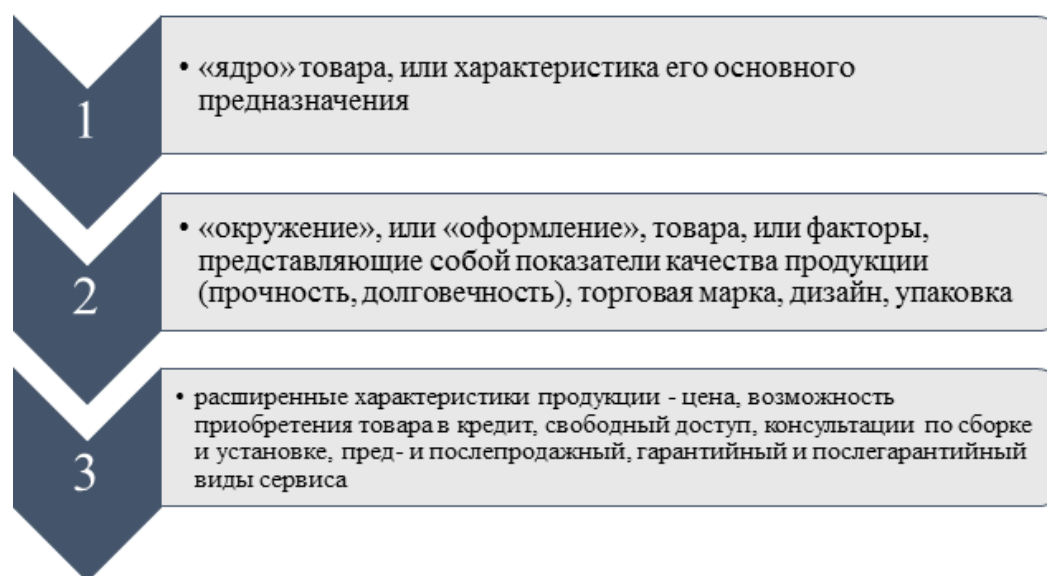 1
• «ядро» товара, или характеристика его основного
предназначения
2
• «окружение», или «оформление», товара, или факторы,
представляющие собой показатели качества продукции
(прочность, долговечность), торговая марка, дизайн, упаковка
3
• расширенные характеристики продукции - цена, возможность
приобретения товара в кредит, свободный доступ, консультации по сборке
и установке, пред- и послепродажный, гарантийный и послегарантийный
виды сервиса